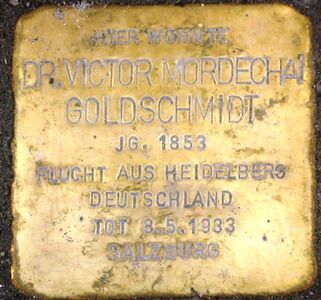 HIER WOHNTE
DR. VICTOR MORDECHAI
GOLDSCHMIDT
JG. 1853
FLUCHT AUS HEIDELBERG
DEUTSCHLAND
TOT 8.5.1933
SALZBURG